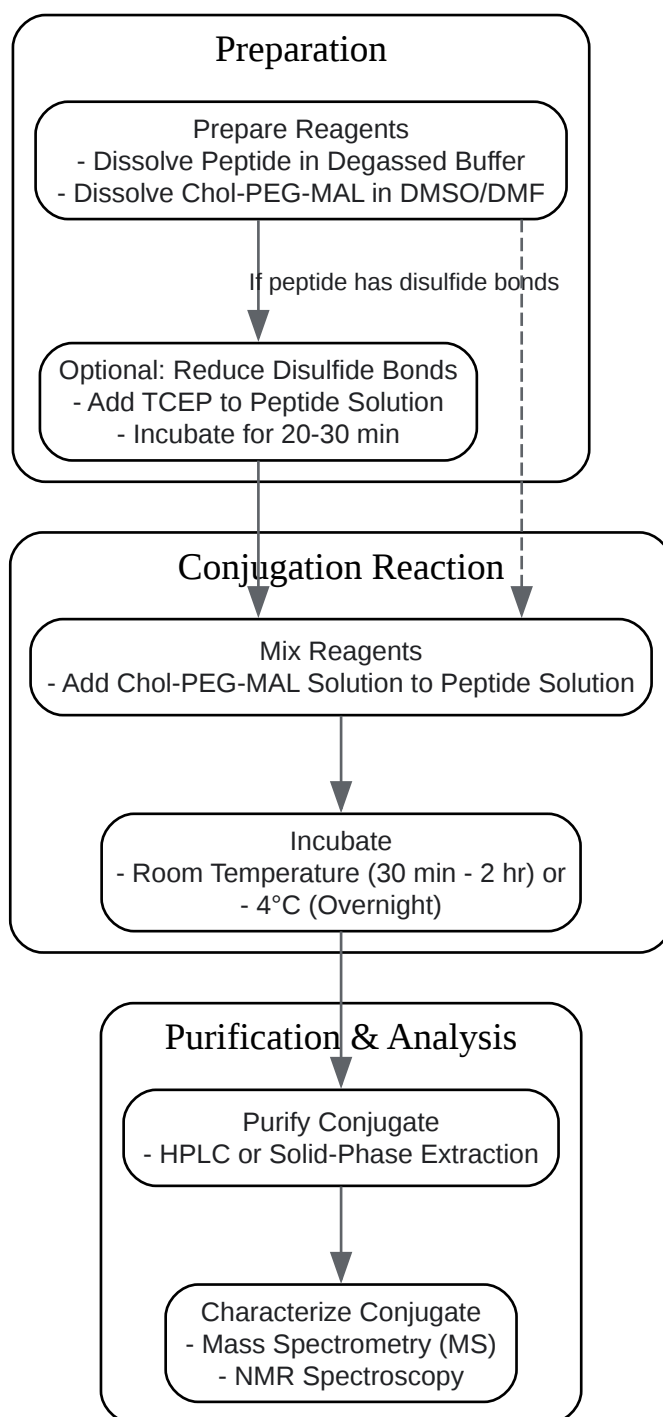 Preparation
Prepare Reagents
- Dissolve Peptide in Degassed Buffer
- Dissolve Chol-PEG-MAL in DMSO/DMF
If peptide has disulfide bonds
Optional: Reduce Disulfide Bonds
- Add TCEP to Peptide Solution
- Incubate for 20-30 min
Conjugation Reaction
Mix Reagents
- Add Chol-PEG-MAL Solution to Peptide Solution
Incubate
- Room Temperature (30 min - 2 hr) or
- 4°C (Overnight)
Purification & Analysis
Purify Conjugate
- HPLC or Solid-Phase Extraction
Characterize Conjugate
- Mass Spectrometry (MS)
- NMR Spectroscopy